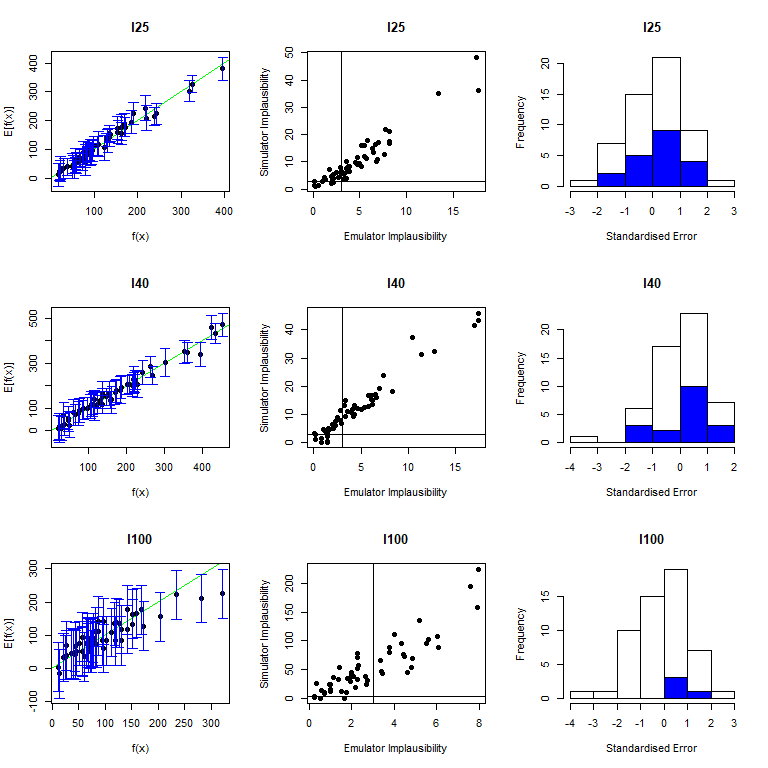 I25 I25 I25
E[f(x)]
0 100 200 300 400
100 200 300 400
f(x)
Simulator Implausibility
0 10 20 30 40 50
0 5 10 15
Emulator Implausibility
Frequency
0 5 10 15 20
-3 -2 -1 0 1 2 3
Standardised Error
I40 I40 I40
E[f(x)]
0 100 300 500
100 200 300 400
f(x)
Simulator Implausibility
0 10 20 30 40
0 5 10 15
Emulator Implausibility
Frequency
0 5 10 15 20
-4 -3 -2 -1 0 1 2
Standardised Error
I100 I100 I100
E[f(x)]
-100 0 100 200 300
0 50 100 150 200 250 300
f(x)
Simulator Implausibility
0 50 100 150 200
0 2 4 6 8
Emulator Implausibility
Frequency
0 5 10 15
-4 -3 -2 -1 0 1 2 3
Standardised Error